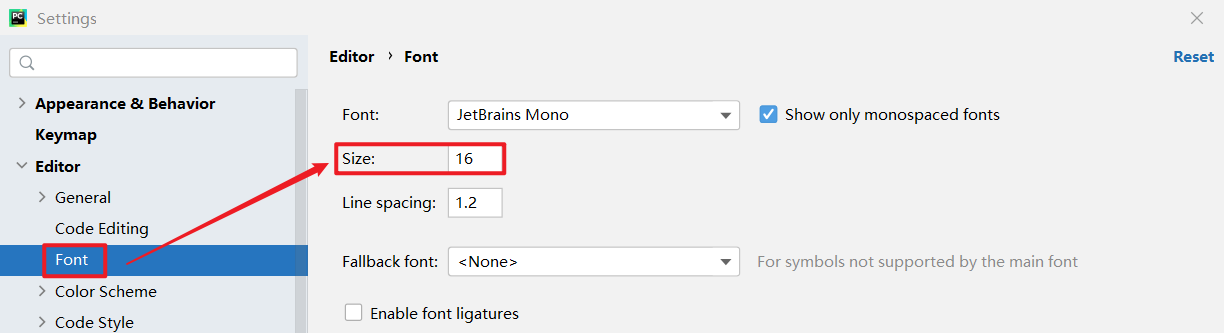 PC
Settings
Appearance & Behavior
Keymap
Editor
General
Code Editing
Font
Color Scheme
Code Style
Editor › Font
Reset
Font: JetBrains Mono Show only monospaced fonts
Size: 16
Line spacing: 1.2
Fallback font: <None> For symbols not supported by the main font
Enable font ligatures